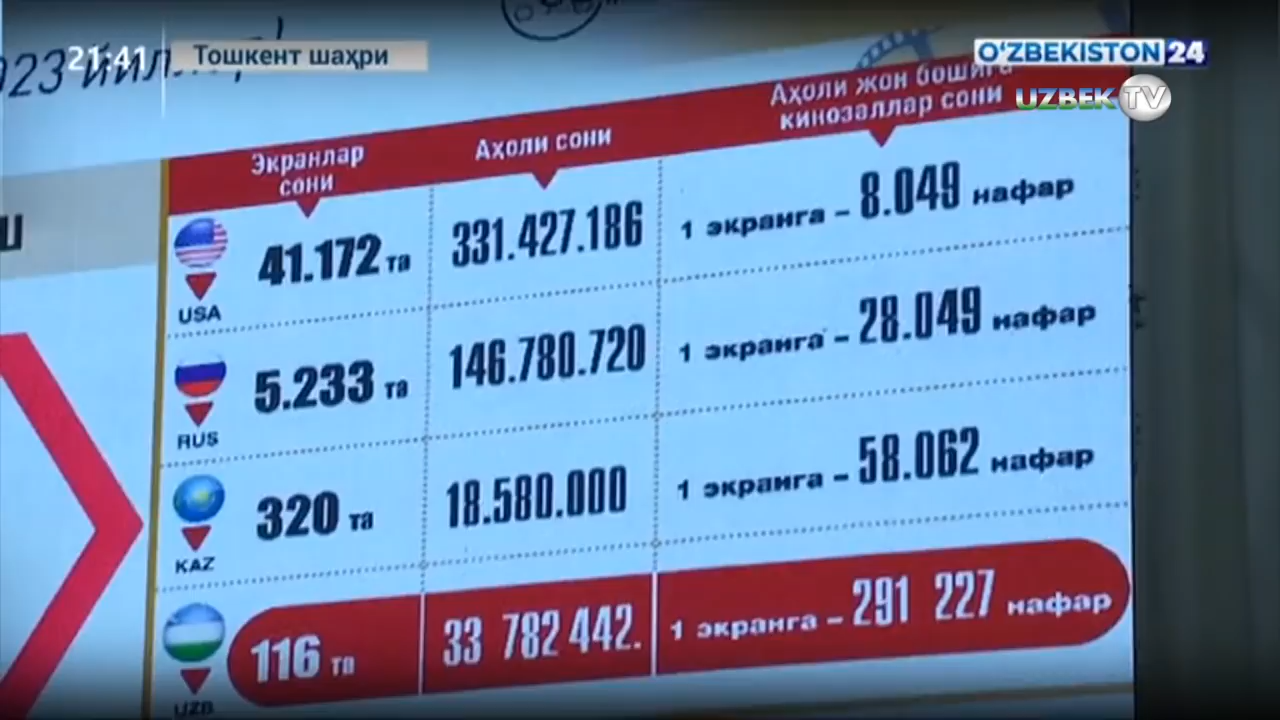 21:41
Тошкент шаҳри
O'ZBEKISTON 24
UZBEK TV
Экранлар
сони
Аҳоли сони
Аҳоли жон бошига
кинозаллар сони
USA
41.172 та
331.427.186
1 экранга – 8.049 нафар
RUS
5.233 та
146.780.720
1 экранга – 28.049 нафар
KAZ
320 та
18.580.000
1 экранга – 58.062 нафар
UZB
116 та
33 782 442.
1 экранга – 291 227 нафар